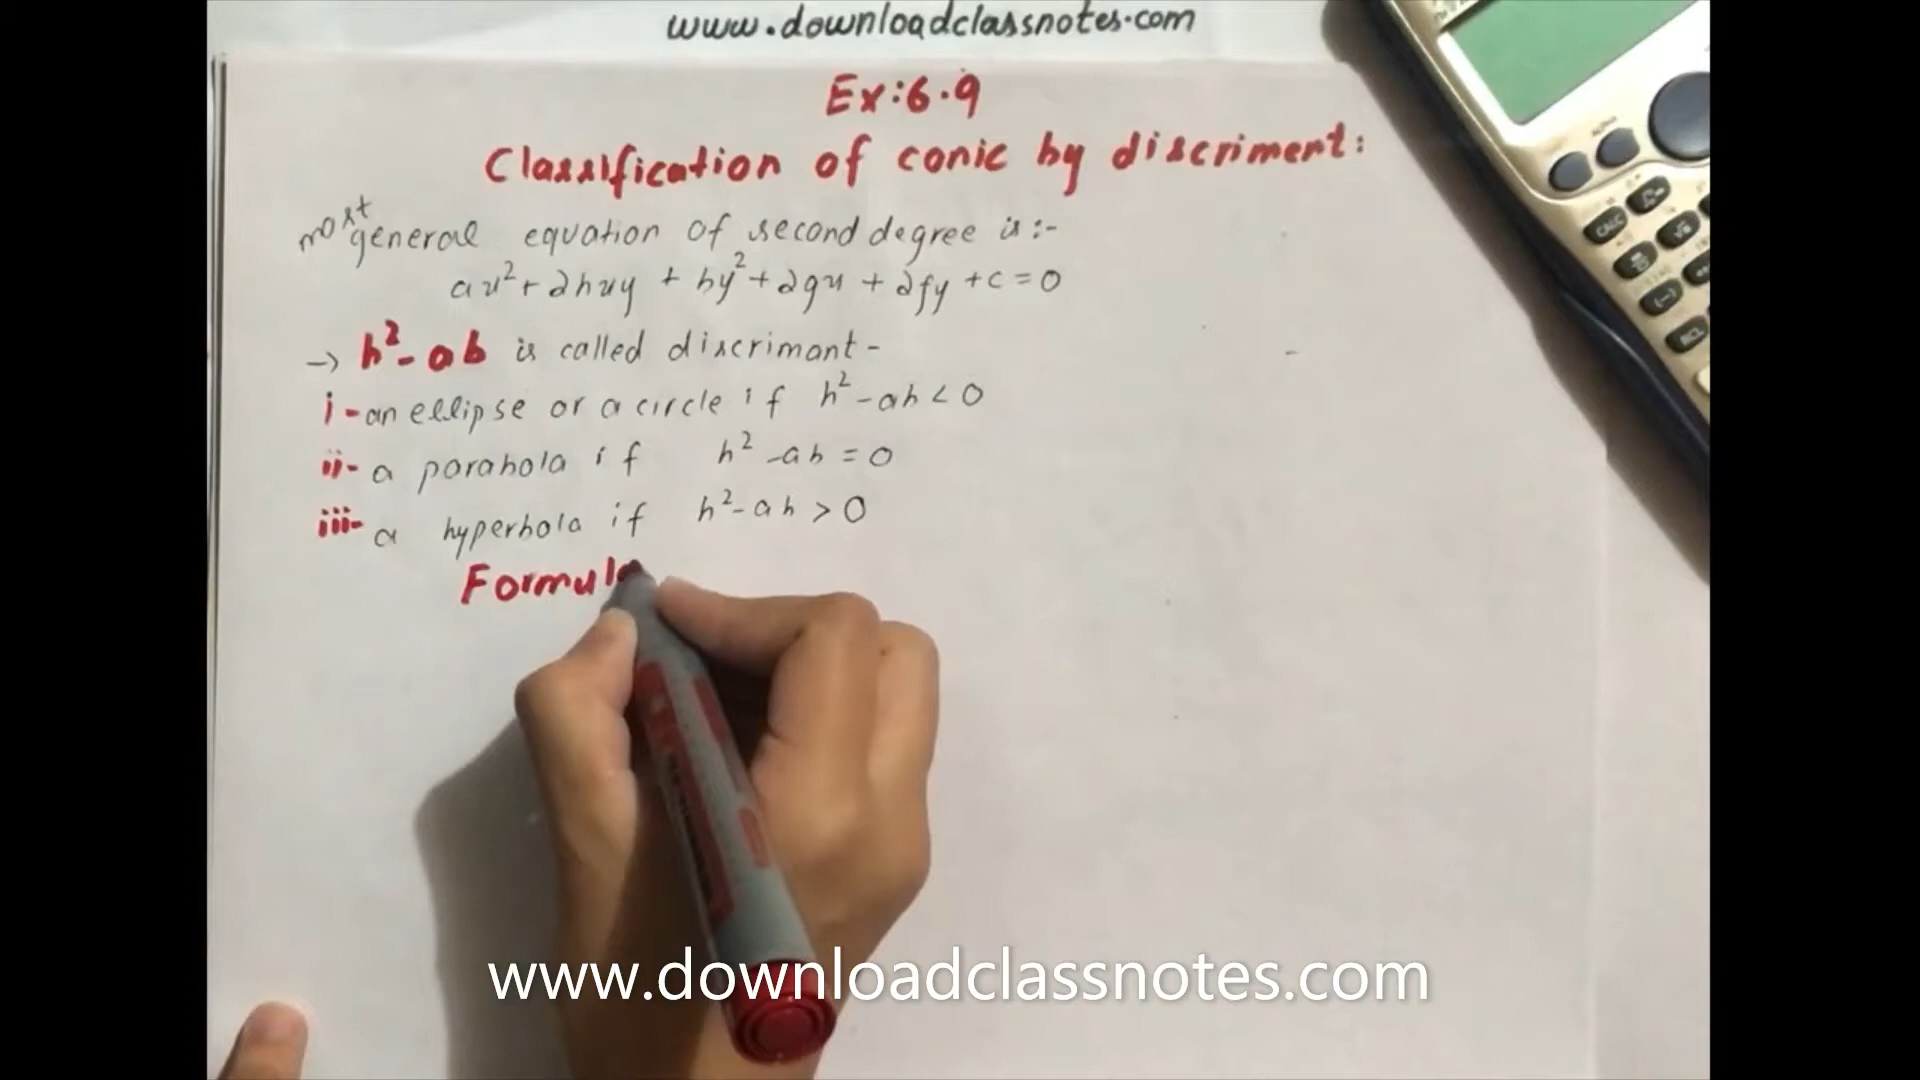 www.downloadclassnotes.com
Ex:6.9
Classification of conic by discriment:
most general equation of second degree is:-
ax²+2hxy + by²+2gx + 2fy +c=0
→ h²-ab is called discrimant-
i-an ellipse or a circle if h²-ab<0
ii- a parabola if h²-ab=0
iii- a hyperbola if h²-ab>0
Formula
www.downloadclassnotes.com